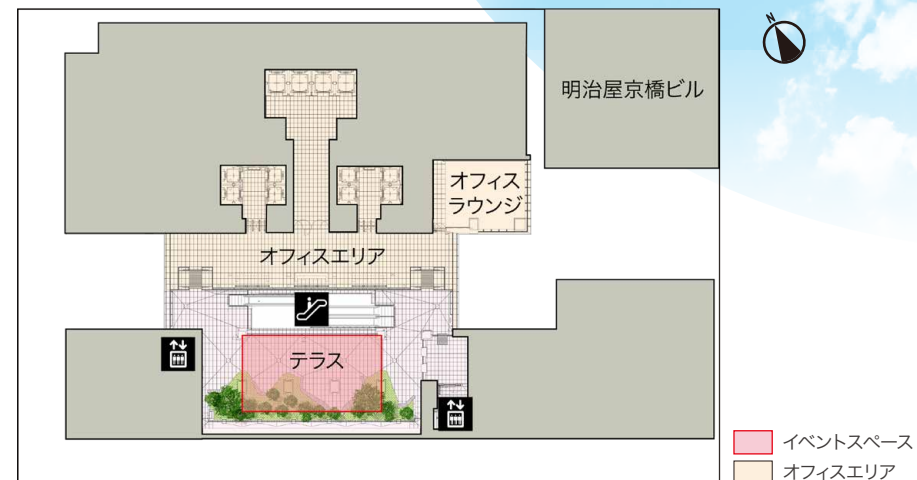 N
明治屋京橋ビル
オフィス
ラウンジ
オフィスエリア
テラス
イベントスペース
オフィスエリア